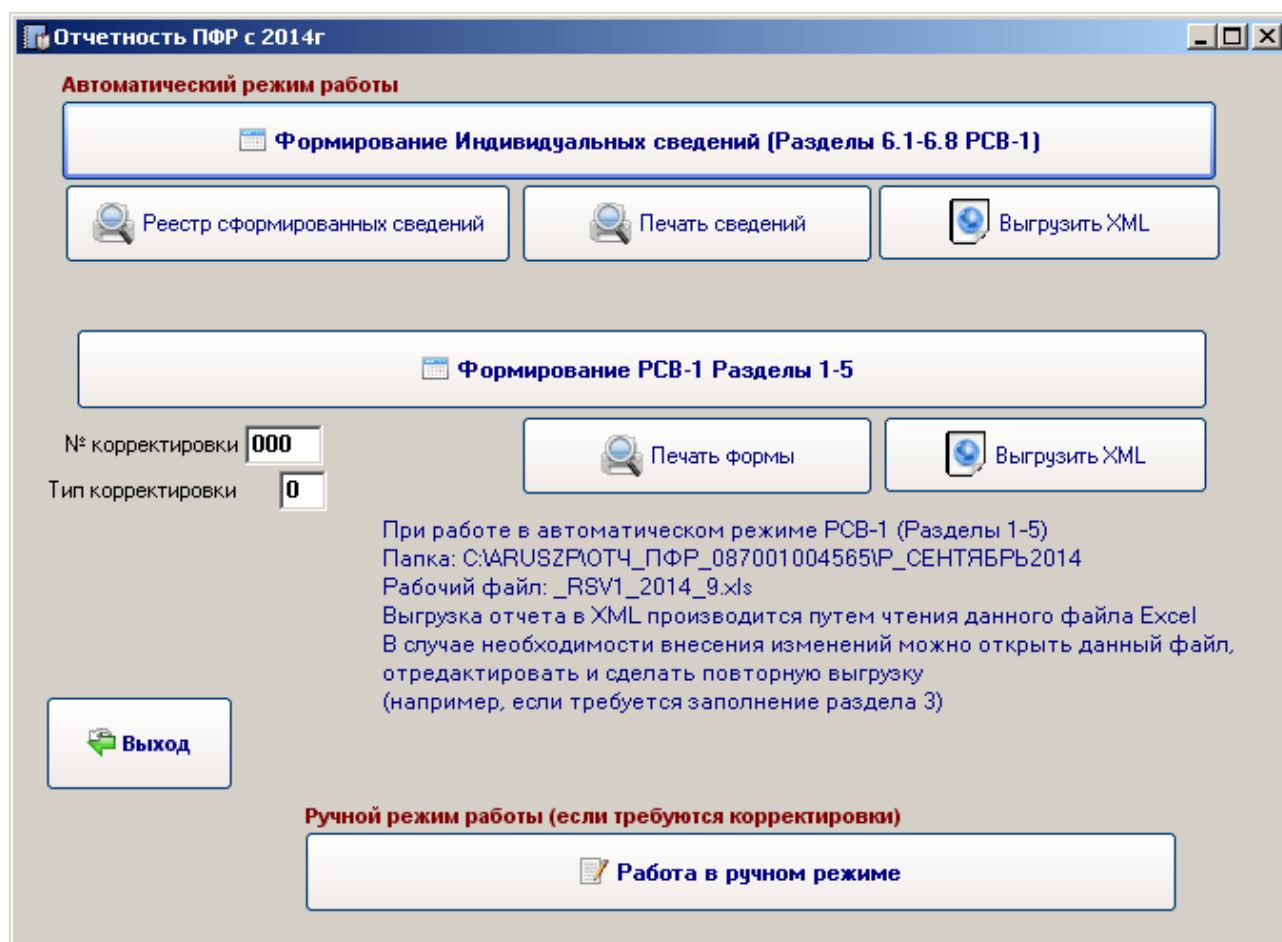 Отчетность ПФР с 2014г
Автоматический режим работы
Формирование Индивидуальных сведений (Разделы 6.1-6.8 РСВ-1)
Реестр сформированных сведений
Печать сведений
Выгрузить XML
Формирование РСВ-1 Разделы 1-5
№ корректировки 000
Печать формы
Выгрузить XML
Тип корректировки 0
При работе в автоматическом режиме РСВ-1 (Разделы 1-5)
Папка: C:\ARUSZP\ОТЧ_ПФР_087001004565\Р_СЕНТЯБРЬ2014
Рабочий файл: _RSV1_2014_9.xls
Выгрузка отчета в XML производится путем чтения данного файла Excel
В случае необходимости внесения изменений можно открыть данный файл,
отредактировать и сделать повторную выгрузку
(например, если требуется заполнение раздела 3)
Выход
Ручной режим работы (если требуются корректировки)
Работа в ручном режиме